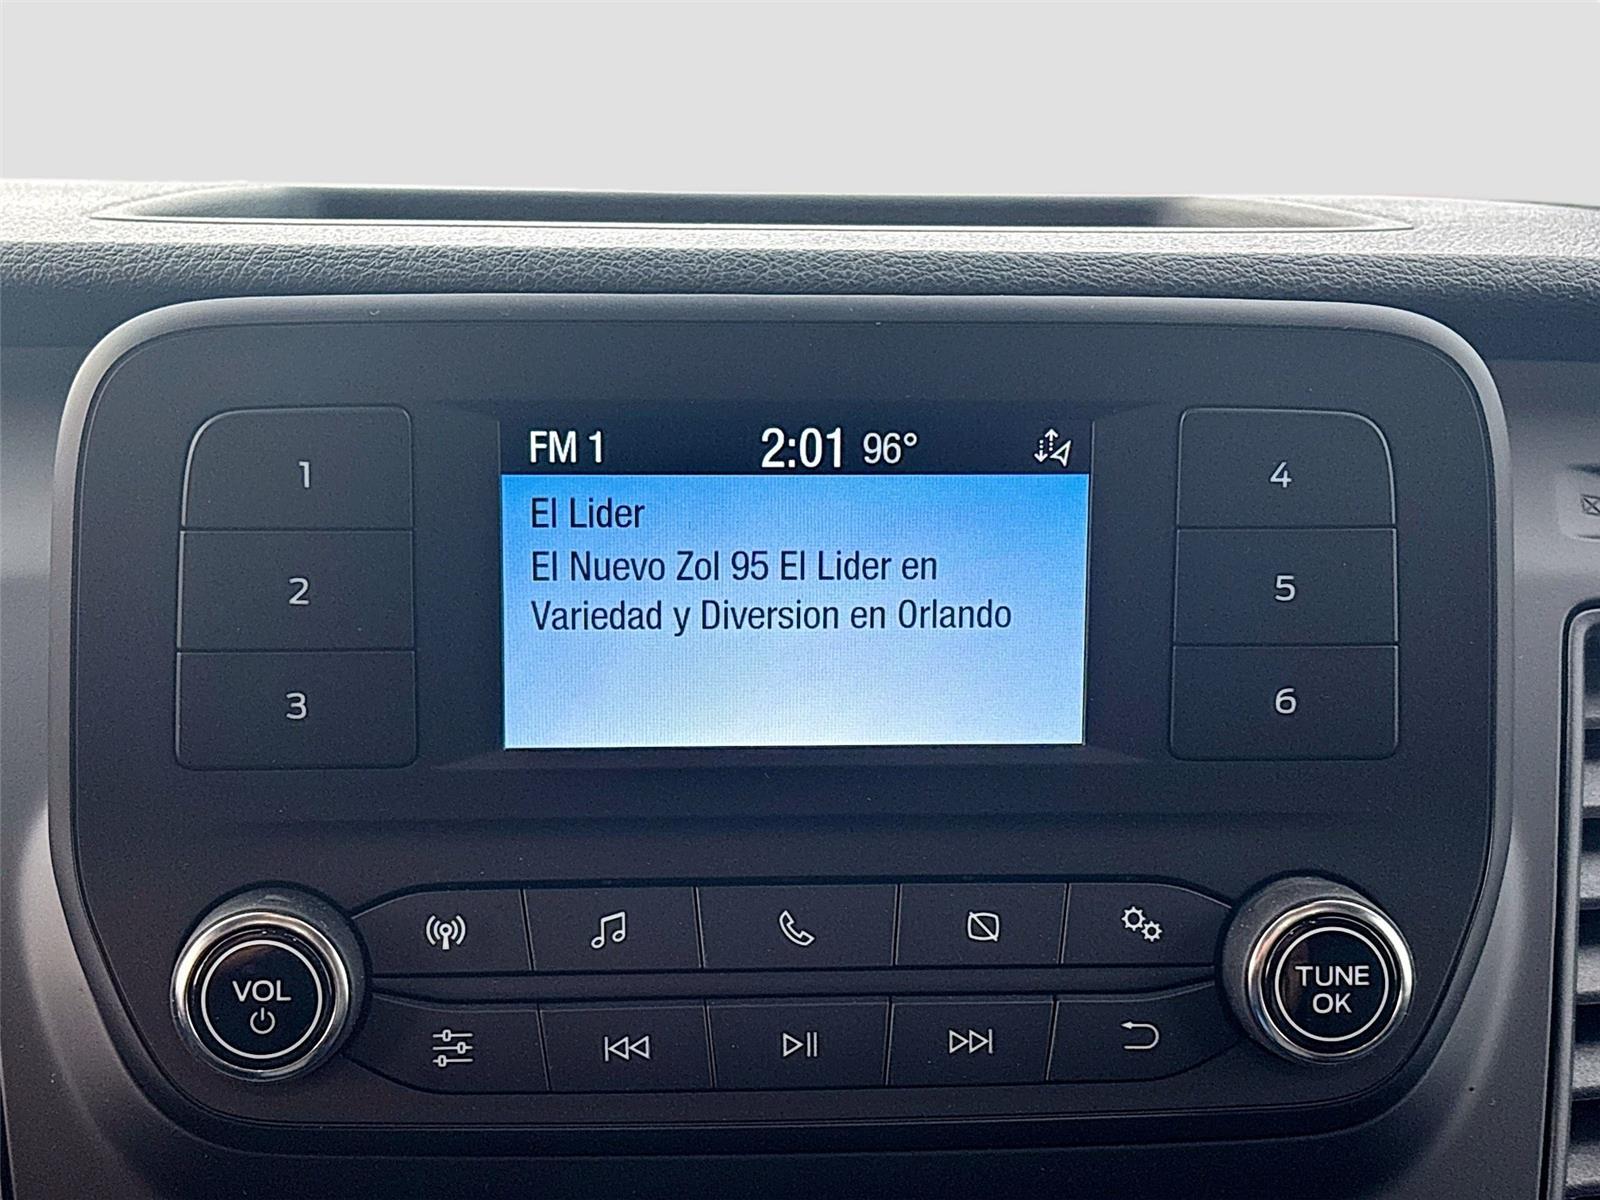 FM 1 2:01 96°
El Lider
El Nuevo Zol 95 El Lider en
Variedad y Diversion en Orlando
1
2
3
4
5
6
VOL
TUNE
OK